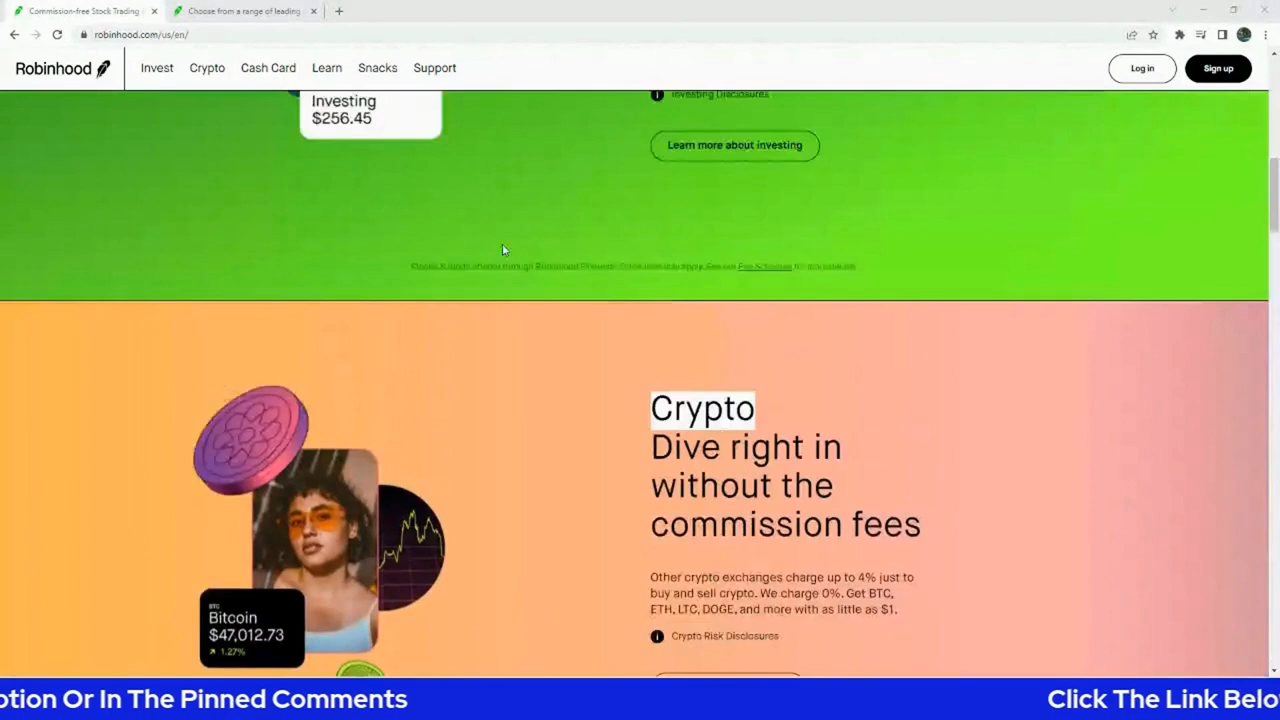 Commission-free Stock Trading
Choose from a range of leading
robinhood.com/us/en/
Robinhood
Invest
Crypto
Cash Card
Learn
Snacks
Support
Log in
Sign up
Investing
$256.45
Investing Disclosures
Learn more about investing
Crypto
Dive right in
without the
commission fees
Other crypto exchanges charge up to 4% just to
buy and sell crypto. We charge 0%. Get BTC,
ETH, LTC, DOGE, and more with as little as $1.
Crypto Risk Disclosures
BTC
Bitcoin
$47,012.73
1.27%
ption Or In The Pinned Comments
Click The Link Belo